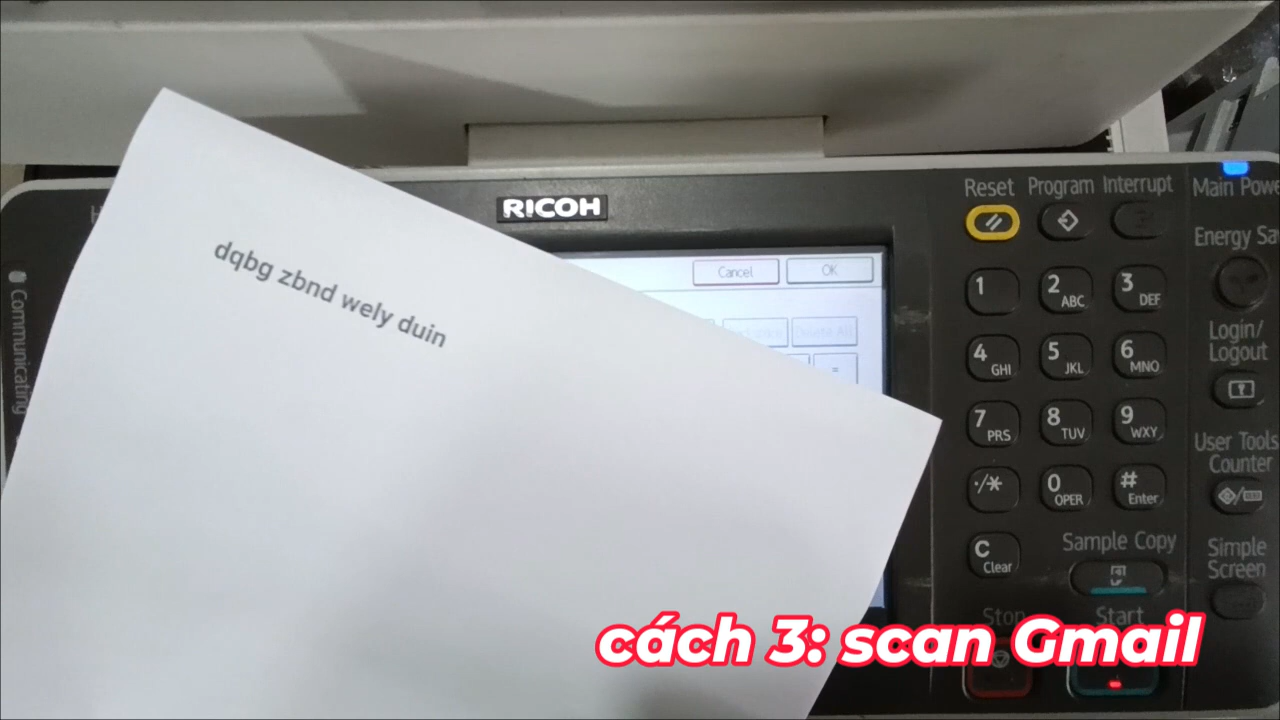 RICOH
Reset Program Interrupt
Main Powe
Energy Sa
Cancel OK
dqbg zbnd wely duin
Communicating
1 2 ABC 3 DEF
Login/
Logout
4 GHI 5 JKL 6 MNO
7 PRS 8 TUV 9 WXY
User Tools
Counter
./* 0 OPER # Enter
C Clear
Sample Copy
Simple
Screen
Stop Start
cách 3: scan Gmail